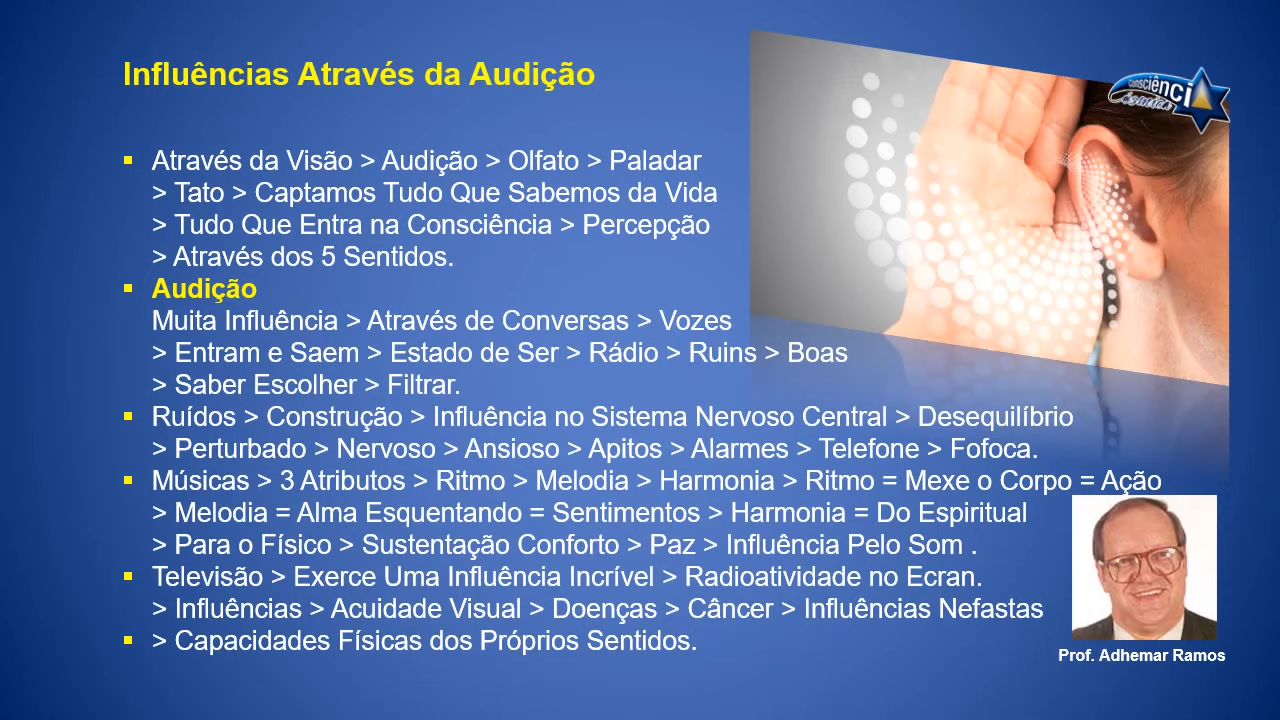 Influências Através da Audição
consciênci
Cósmica
▪ Através da Visão > Audição > Olfato > Paladar
> Tato > Captamos Tudo Que Sabemos da Vida
> Tudo Que Entra na Consciência > Percepção
> Através dos 5 Sentidos.
▪ Audição
Muita Influência > Através de Conversas > Vozes
> Entram e Saem > Estado de Ser > Rádio > Ruins > Boas
> Saber Escolher > Filtrar.
▪ Ruídos > Construção > Influência no Sistema Nervoso Central > Desequilíbrio
> Perturbado > Nervoso > Ansioso > Apitos > Alarmes > Telefone > Fofoca.
▪ Músicas > 3 Atributos > Ritmo > Melodia > Harmonia > Ritmo = Mexe o Corpo = Ação
> Melodia = Alma Esquentando = Sentimentos > Harmonia = Do Espiritual
> Para o Físico > Sustentação Conforto > Paz > Influência Pelo Som .
▪ Televisão > Exerce Uma Influência Incrível > Radioatividade no Ecran.
> Influências > Acuidade Visual > Doenças > Câncer > Influências Nefastas
▪ > Capacidades Físicas dos Próprios Sentidos.
Prof. Adhemar Ramos